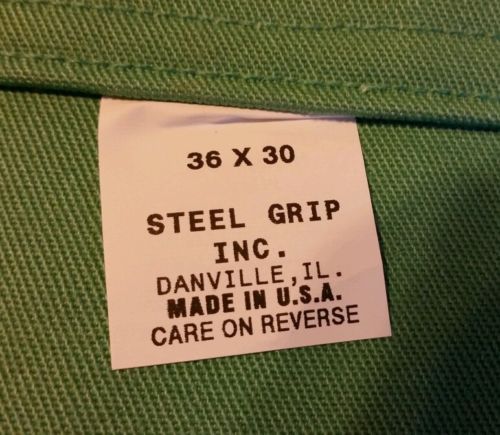 36 X 30
STEEL GRIP
INC.
DANVILLE,IL.
MADE IN U.S.A.
CARE ON REVERSE